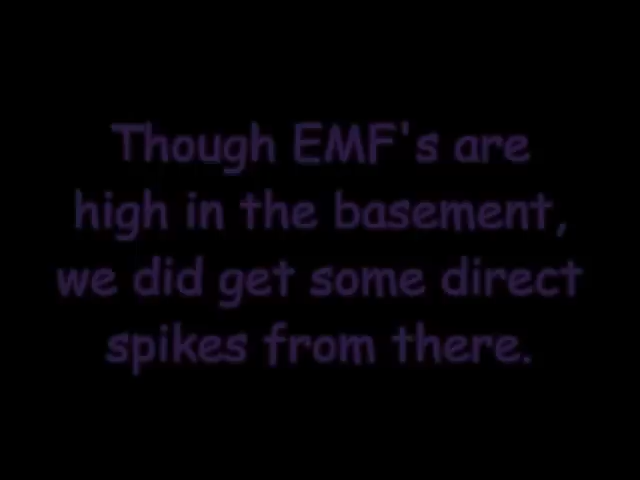 Though EMF's are
high in the basement,
we did get some direct
spikes from there.